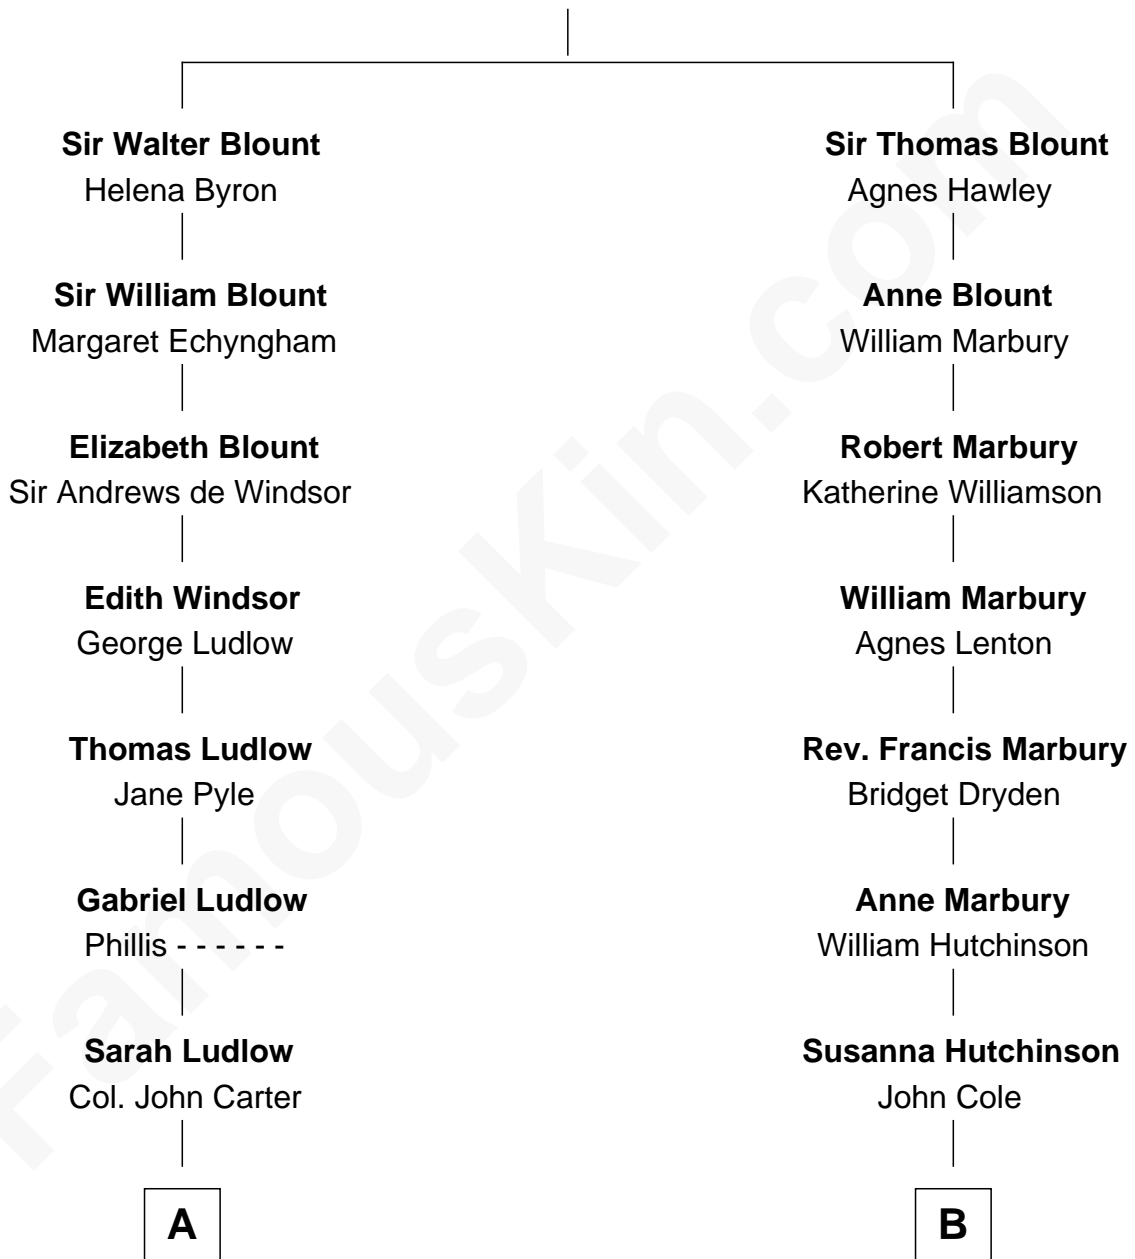 Sir Walter Blount
Helena Byron
Sir William Blount
Margaret Echyngham
Elizabeth Blount
Sir Andrews de Windsor
Edith Windsor
George Ludlow
Thomas Ludlow
Jane Pyle
Gabriel Ludlow
Phillis - - - - - -
Sarah Ludlow
Col. John Carter
A
Sir Thomas Blount
Agnes Hawley
Anne Blount
William Marbury
Robert Marbury
Katherine Williamson
William Marbury
Agnes Lenton
Rev. Francis Marbury
Bridget Dryden
Anne Marbury
William Hutchinson
Susanna Hutchinson
John Cole
B
FamousKin.com